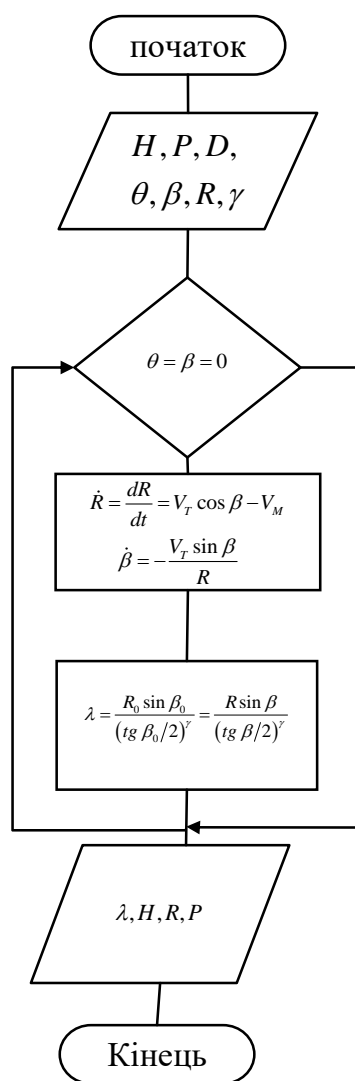 початок
H, P, D,
θ, β, R, γ
θ = β = 0
Ṙ = dR/dt = V_T cos β − V_M
β̇ = − V_T sin β / R
λ = R₀ sin β₀ / (tg β₀/2)^γ = R sin β / (tg β/2)^γ
λ, H, R, P
Кінець